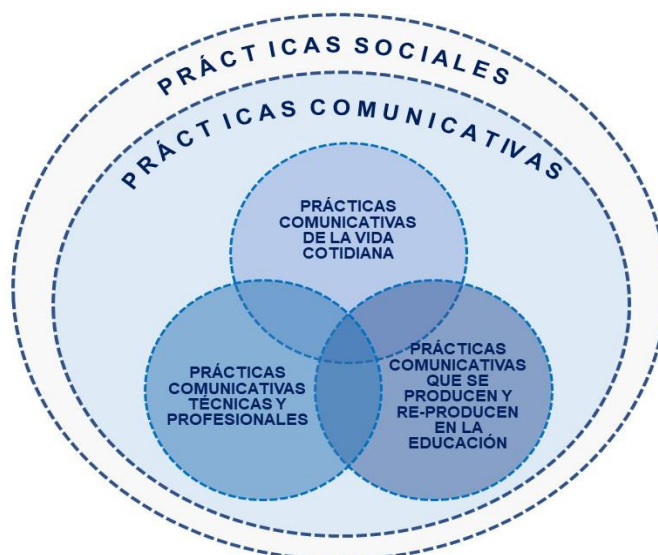 PRÁCTICAS SOCIALES
PRÁCTICAS COMUNICATIVAS
PRÁCTICAS
COMUNICATIVAS
DE LA VIDA
COTIDIANA
PRÁCTICAS
COMUNICATIVAS
TÉCNICAS Y
PROFESIONALES
PRÁCTICAS
COMUNICATIVAS
QUE SE
PRODUCEN Y
RE-PRODUCEN
EN LA
EDUCACIÓN